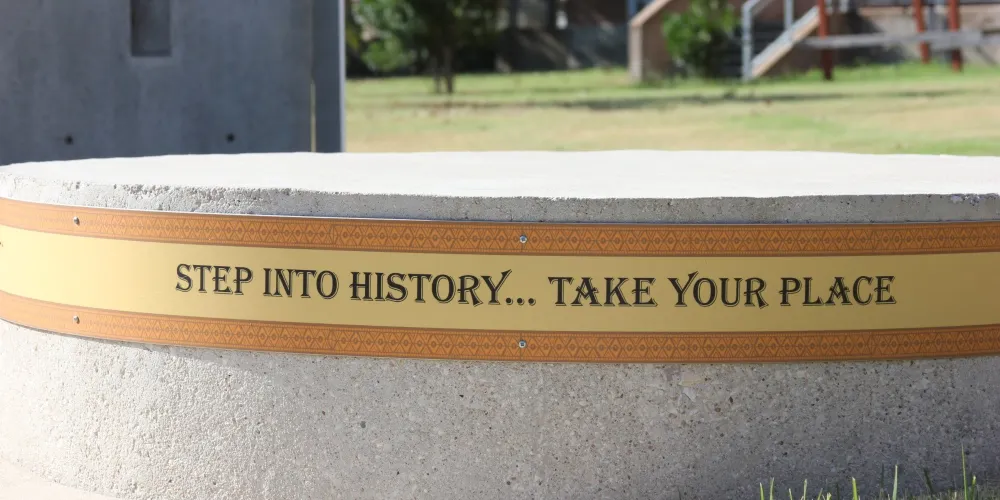 STEP INTO HISTORY... TAKE YOUR PLACE